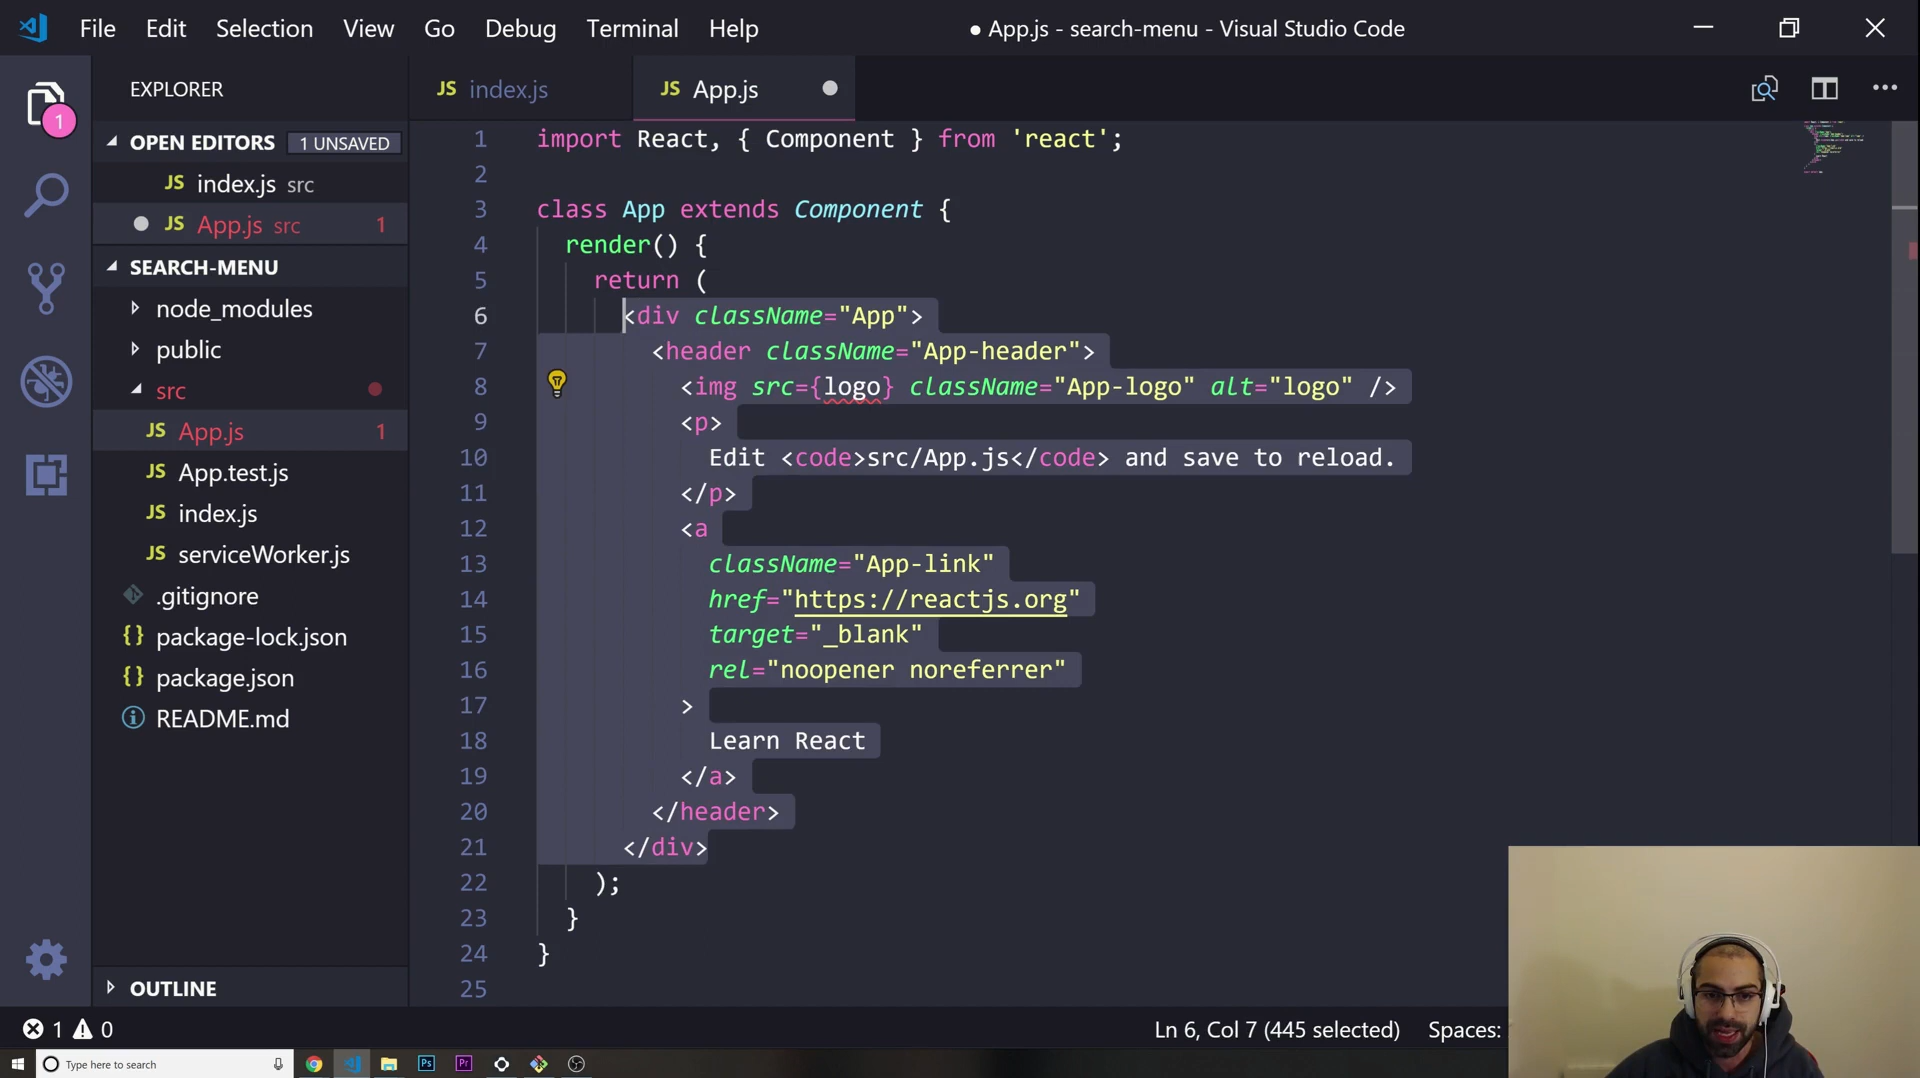 File Edit Selection View Go Debug Terminal Help
● App.js - search-menu - Visual Studio Code
EXPLORER
JS index.js
JS App.js
1
OPEN EDITORS 1 UNSAVED
JS index.js src
JS App.js src 1
SEARCH-MENU
node_modules
public
src
JS App.js 1
JS App.test.js
JS index.js
JS serviceWorker.js
.gitignore
{} package-lock.json
{} package.json
README.md
OUTLINE
1 import React, { Component } from 'react';
2
3 class App extends Component {
4 render() {
5 return (
6 <div className="App">
7 <header className="App-header">
8 <img src={logo} className="App-logo" alt="logo" />
9 <p>
10 Edit <code>src/App.js</code> and save to reload.
11 </p>
12 <a
13 className="App-link"
14 href="https://reactjs.org"
15 target="_blank"
16 rel="noopener noreferrer"
17 >
18 Learn React
19 </a>
20 </header>
21 </div>
22 );
23 }
24 }
25
1 0
Ln 6, Col 7 (445 selected) Spaces:
Type here to search
Ps
Pr